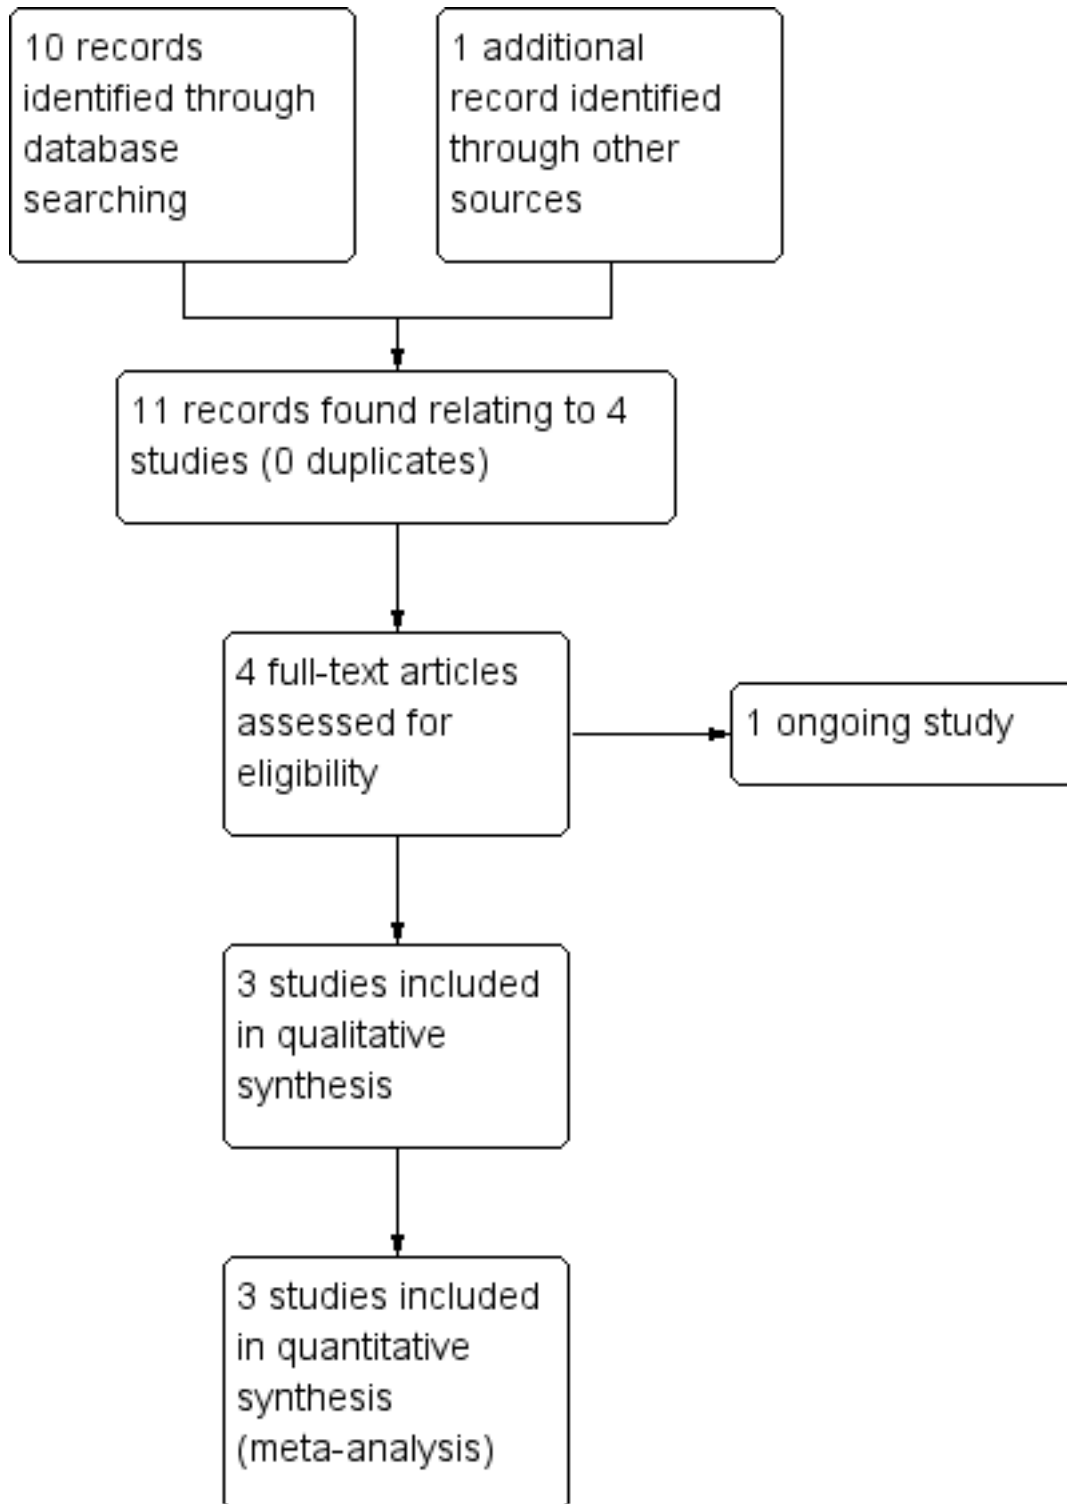 10 records
identified through
database
searching
1 additional
record identified
through other
sources
11 records found relating to 4
studies (0 duplicates)
4 full-text articles
assessed for
eligibility
1 ongoing study
3 studies included
in qualitative
synthesis
3 studies included
in quantitative
synthesis
(meta-analysis)